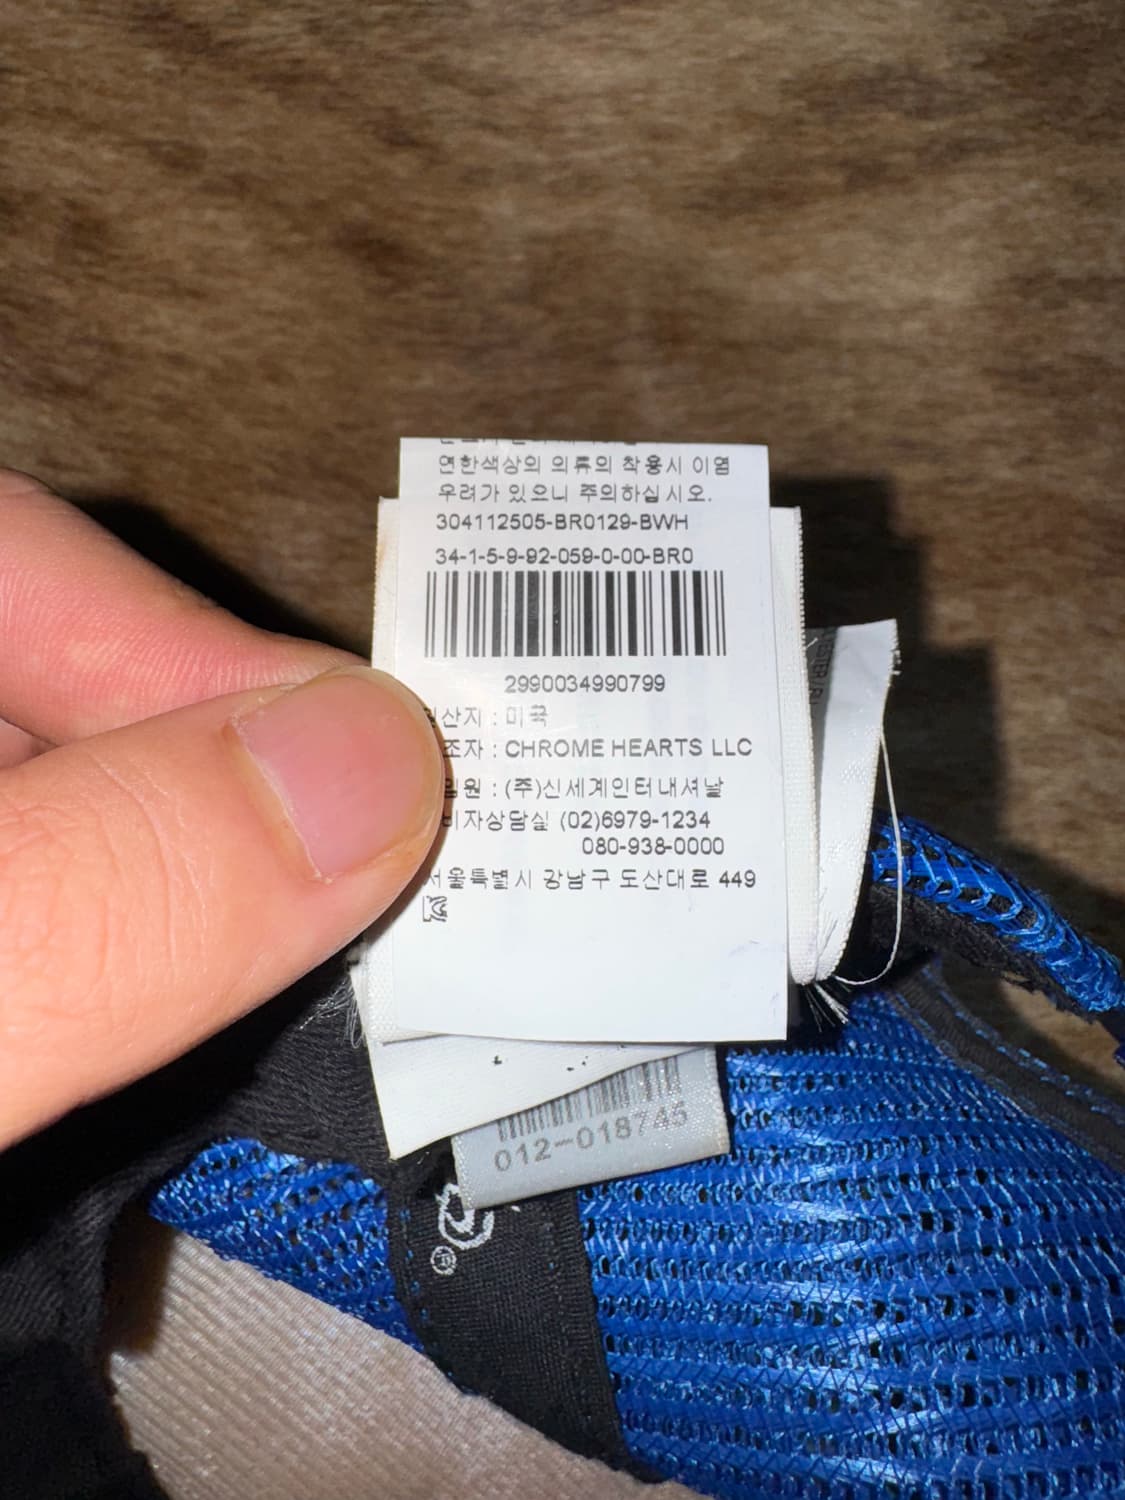 연한색상의 의류의 착용시 이염
우려가 있으니 주의하십시오.
304112505-BR0129-BWH
34-1-5-9-92-059-0-00-BR0
2990034990799
산지 : 미국
조자 : CHROME HEARTS LLC
원 : (주)신세계인터내셔날
비자상담실 (02)6979-1234
080-938-0000
서울특별시 강남구 도산대로 449
012-018745
®